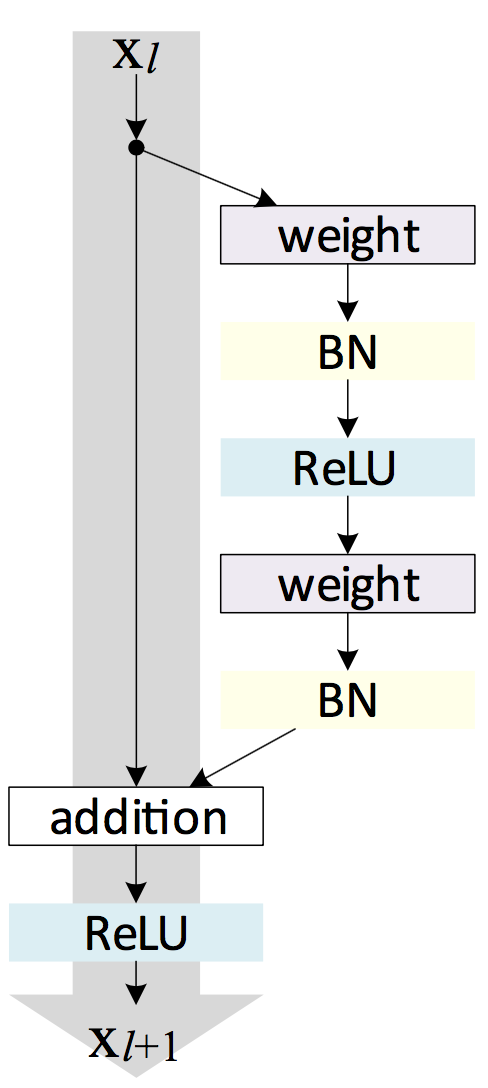 x_l
weight
BN
ReLU
weight
BN
addition
ReLU
x_{l+1}